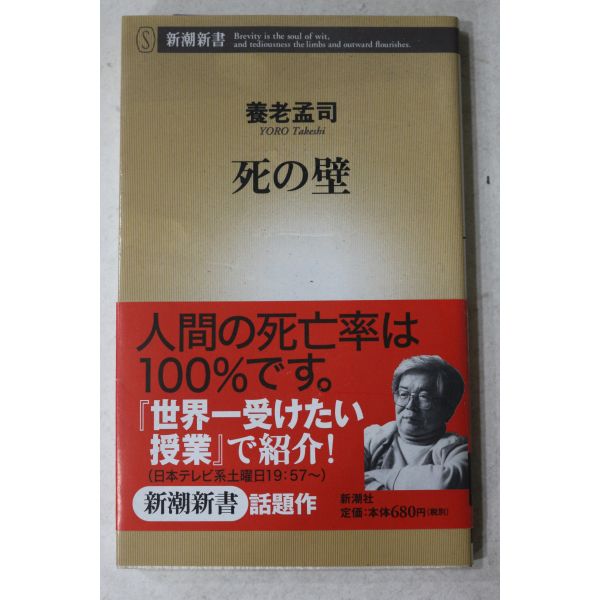 S 新潮新書 Brevity is the soul of wit,
and tediousness the limbs and outward flourishes.
養老孟司
YORO Takeshi
死の壁
人間の死亡率は
100%です。
『世界一受けたい
授業』で紹介!
(日本テレビ系土曜日19:57〜)
新潮新書 話題作
新潮社
定価:本体680円(税別)